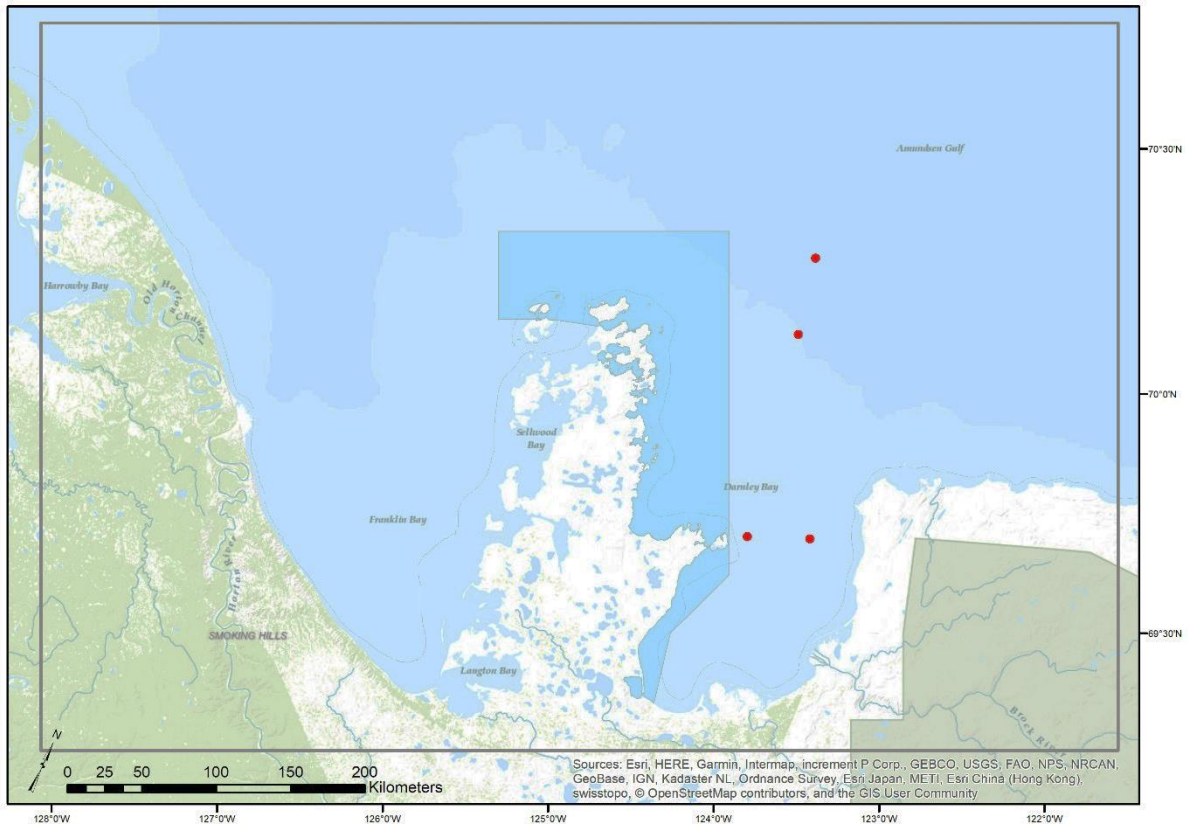 Amundsen Gulf
70°30'N
Harrowby Bay
Old Horton Channel
70°0'N
Sellwood
Bay
Darnley Bay
Franklin Bay
Horton River
69°30'N
SMOKING HILLS
Langton Bay
Brock River
N
0 25 50 100 150 200
Kilometers
Sources: Esri, HERE, Garmin, Intermap, increment P Corp., GEBCO, USGS, FAO, NPS, NRCAN,
GeoBase, IGN, Kadaster NL, Ordnance Survey, Esri Japan, METI, Esri China (Hong Kong),
swisstopo, © OpenStreetMap contributors, and the GIS User Community
128°0'W 127°0'W 126°0'W 125°0'W 124°0'W 123°0'W 122°0'W